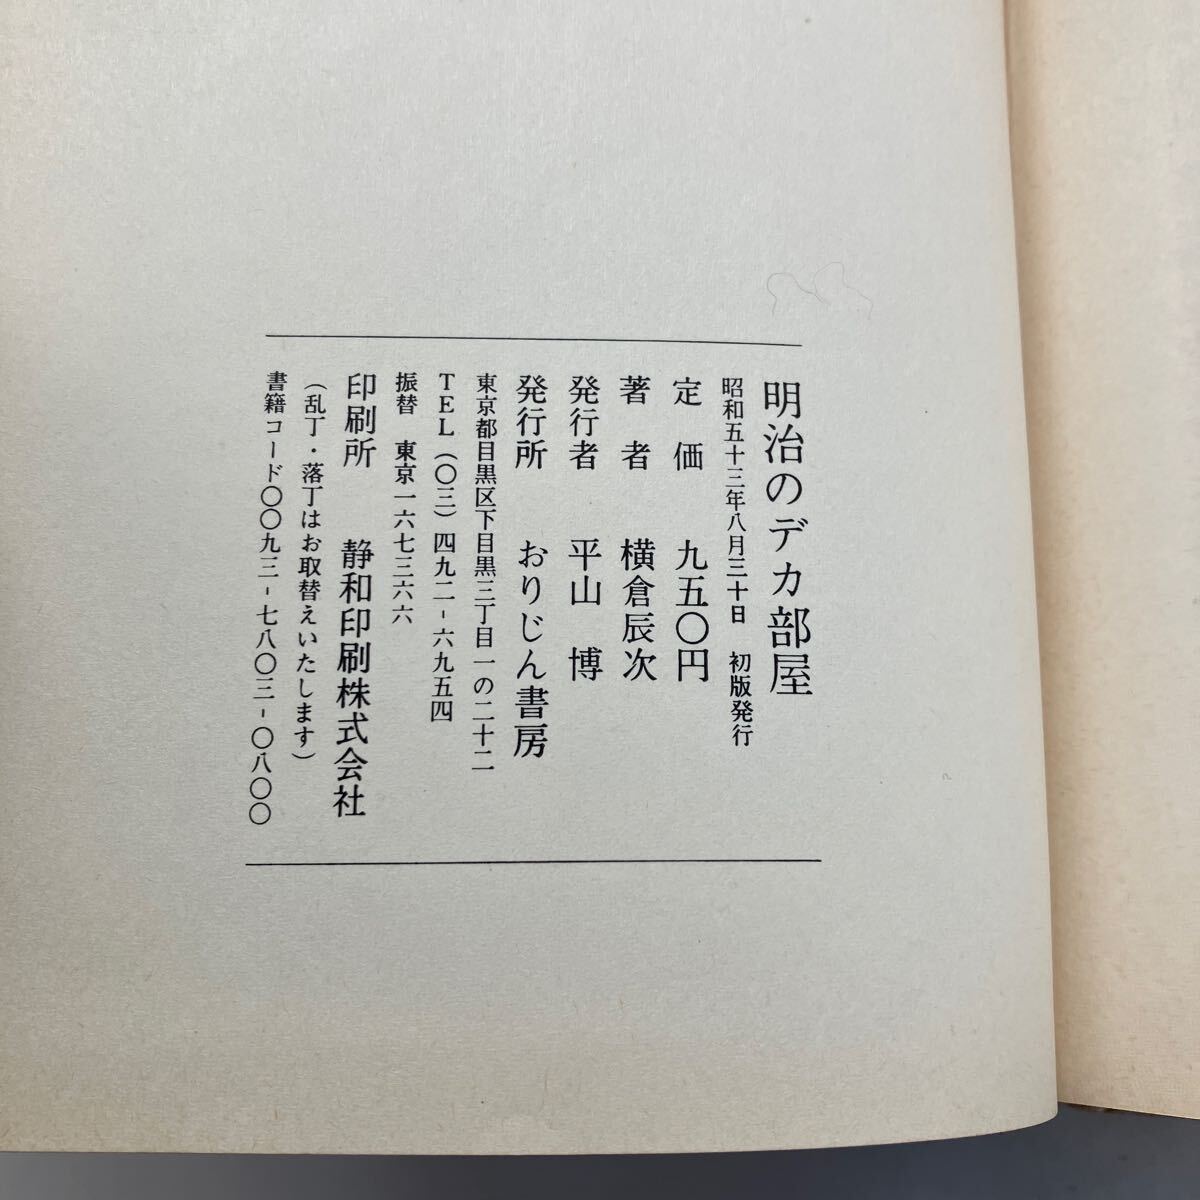 明治のデカ部屋
昭和五十三年八月三十日　初版発行
定価　九五〇円
著者　横倉辰次
発行者　平山　博
発行所　おりじん書房
東京都目黒区下目黒三丁目一の二十二
TEL（〇三）四九二-六九五四
振替　東京一六七三六六
印刷所　静和印刷株式会社
（乱丁・落丁はお取替えいたします）
書籍コード〇〇九三-七八〇三-〇八〇〇